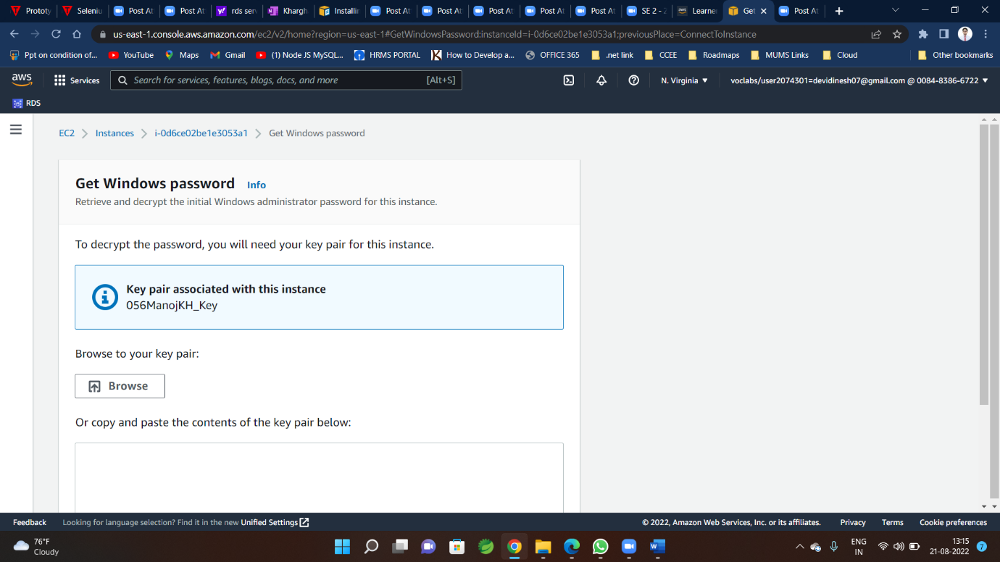 Prototy
Seleniu
Post At
Post At
rds ser
Khargh
Installin
Post At
Post At
Post At
Post At
Post At
SE 2 - 2
Learne
Get
Post At
us-east-1.console.aws.amazon.com/ec2/v2/home?region=us-east-1#GetWindowsPassword:instanceId=i-0d6ce02be1e3053a1;previousPlace=ConnectToInstance
Ppt on condition of...
YouTube
Maps
Gmail
(1) Node JS MySQL...
HRMS PORTAL
How to Develop a...
OFFICE 365
.net link
CCEE
Roadmaps
MUMS Links
Cloud
Other bookmarks
aws
Services
Search for services, features, blogs, docs, and more
[Alt+S]
N. Virginia
voclabs/user2074301=devidinesh07@gmail.com @ 0084-8386-6722
RDS
EC2
Instances
i-0d6ce02be1e3053a1
Get Windows password
Get Windows password
Info
Retrieve and decrypt the initial Windows administrator password for this instance.
To decrypt the password, you will need your key pair for this instance.
Key pair associated with this instance
056ManojKH_Key
Browse to your key pair:
Browse
Or copy and paste the contents of the key pair below:
Feedback
Looking for language selection? Find it in the new Unified Settings
© 2022, Amazon Web Services, Inc. or its affiliates.
Privacy
Terms
Cookie preferences
76°F
Cloudy
ENG
IN
13:15
21-08-2022
7